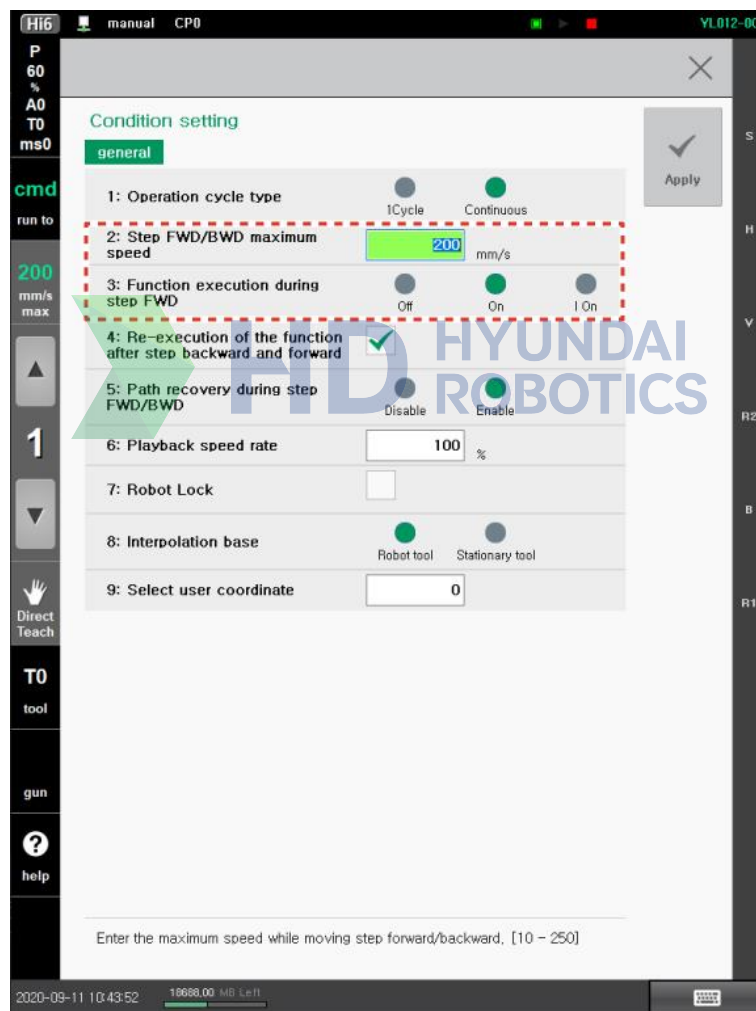 Hi6 manual CP0 YL012-00
P
60
%
A0
T0
ms0
cmd
run to
200
mm/s
max
1
Direct
Teach
T0
tool
gun
?
help
Condition setting
general
Apply
1: Operation cycle type
1Cycle Continuous
2: Step FWD/BWD maximum
speed
200 mm/s
3: Function execution during
step FWD
Off On I On
4: Re-execution of the function
after step backward and forward
5: Path recovery during step
FWD/BWD
Disable Enable
6: Playback speed rate
100 %
7: Robot Lock
8: Interpolation base
Robot tool Stationary tool
9: Select user coordinate
0
HD HYUNDAI
ROBOTICS
S
H
V
R2
B
R1
Enter the maximum speed while moving step forward/backward, [10 - 250]
2020-09-11 10:43:52 18688,00 MB Left